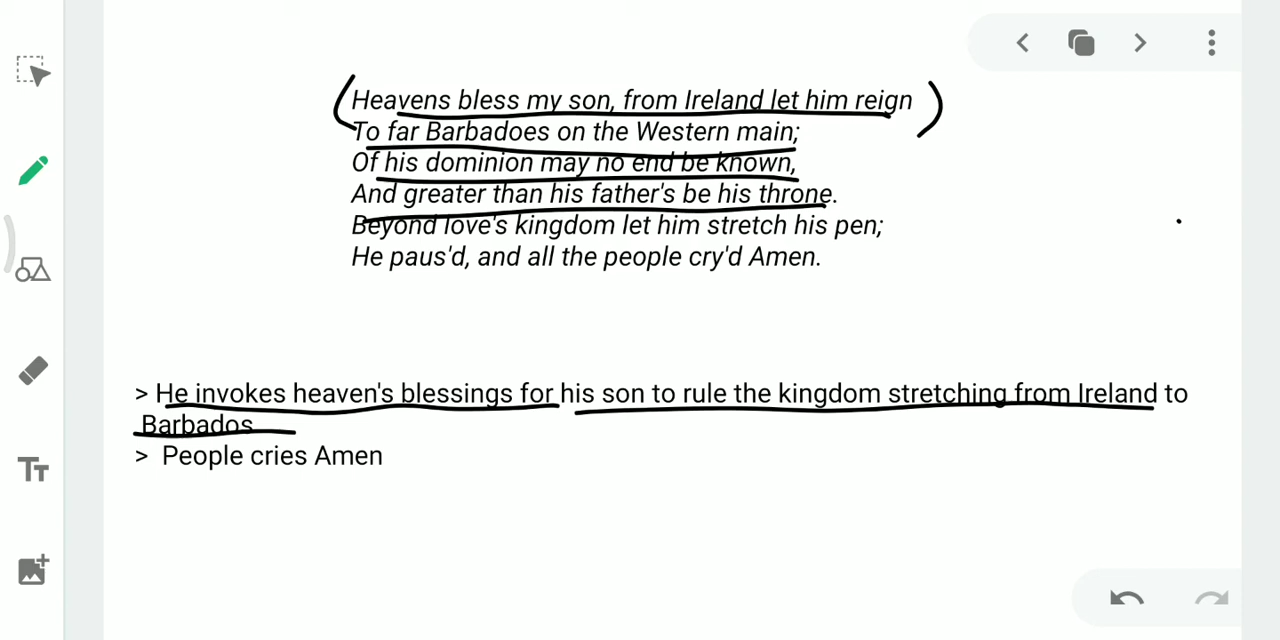 Heavens bless my son, from Ireland let him reign
To far Barbadoes on the Western main;
Of his dominion may no end be known,
And greater than his father's be his throne.
Beyond love's kingdom let him stretch his pen;
He paus'd, and all the people cry'd Amen.
> He invokes heaven's blessings for his son to rule the kingdom stretching from Ireland to
Barbados
> People cries Amen
Tт